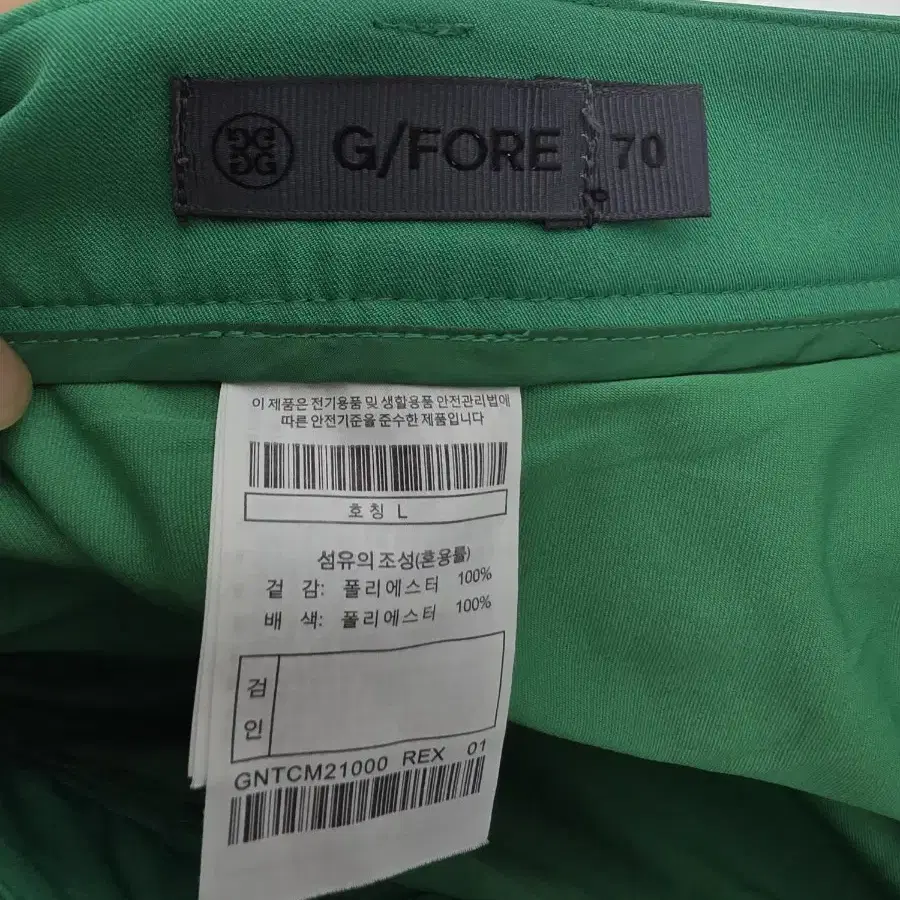 G/FORE 70
이 제품은 전기용품 및 생활용품 안전관리법에
따른 안전기준을 준수한 제품입니다
호칭 L
섬유의 조성(혼용률)
겉 감: 폴리에스터 100%
배 색: 폴리에스터 100%
검
인
GNTCM21000 REX 01